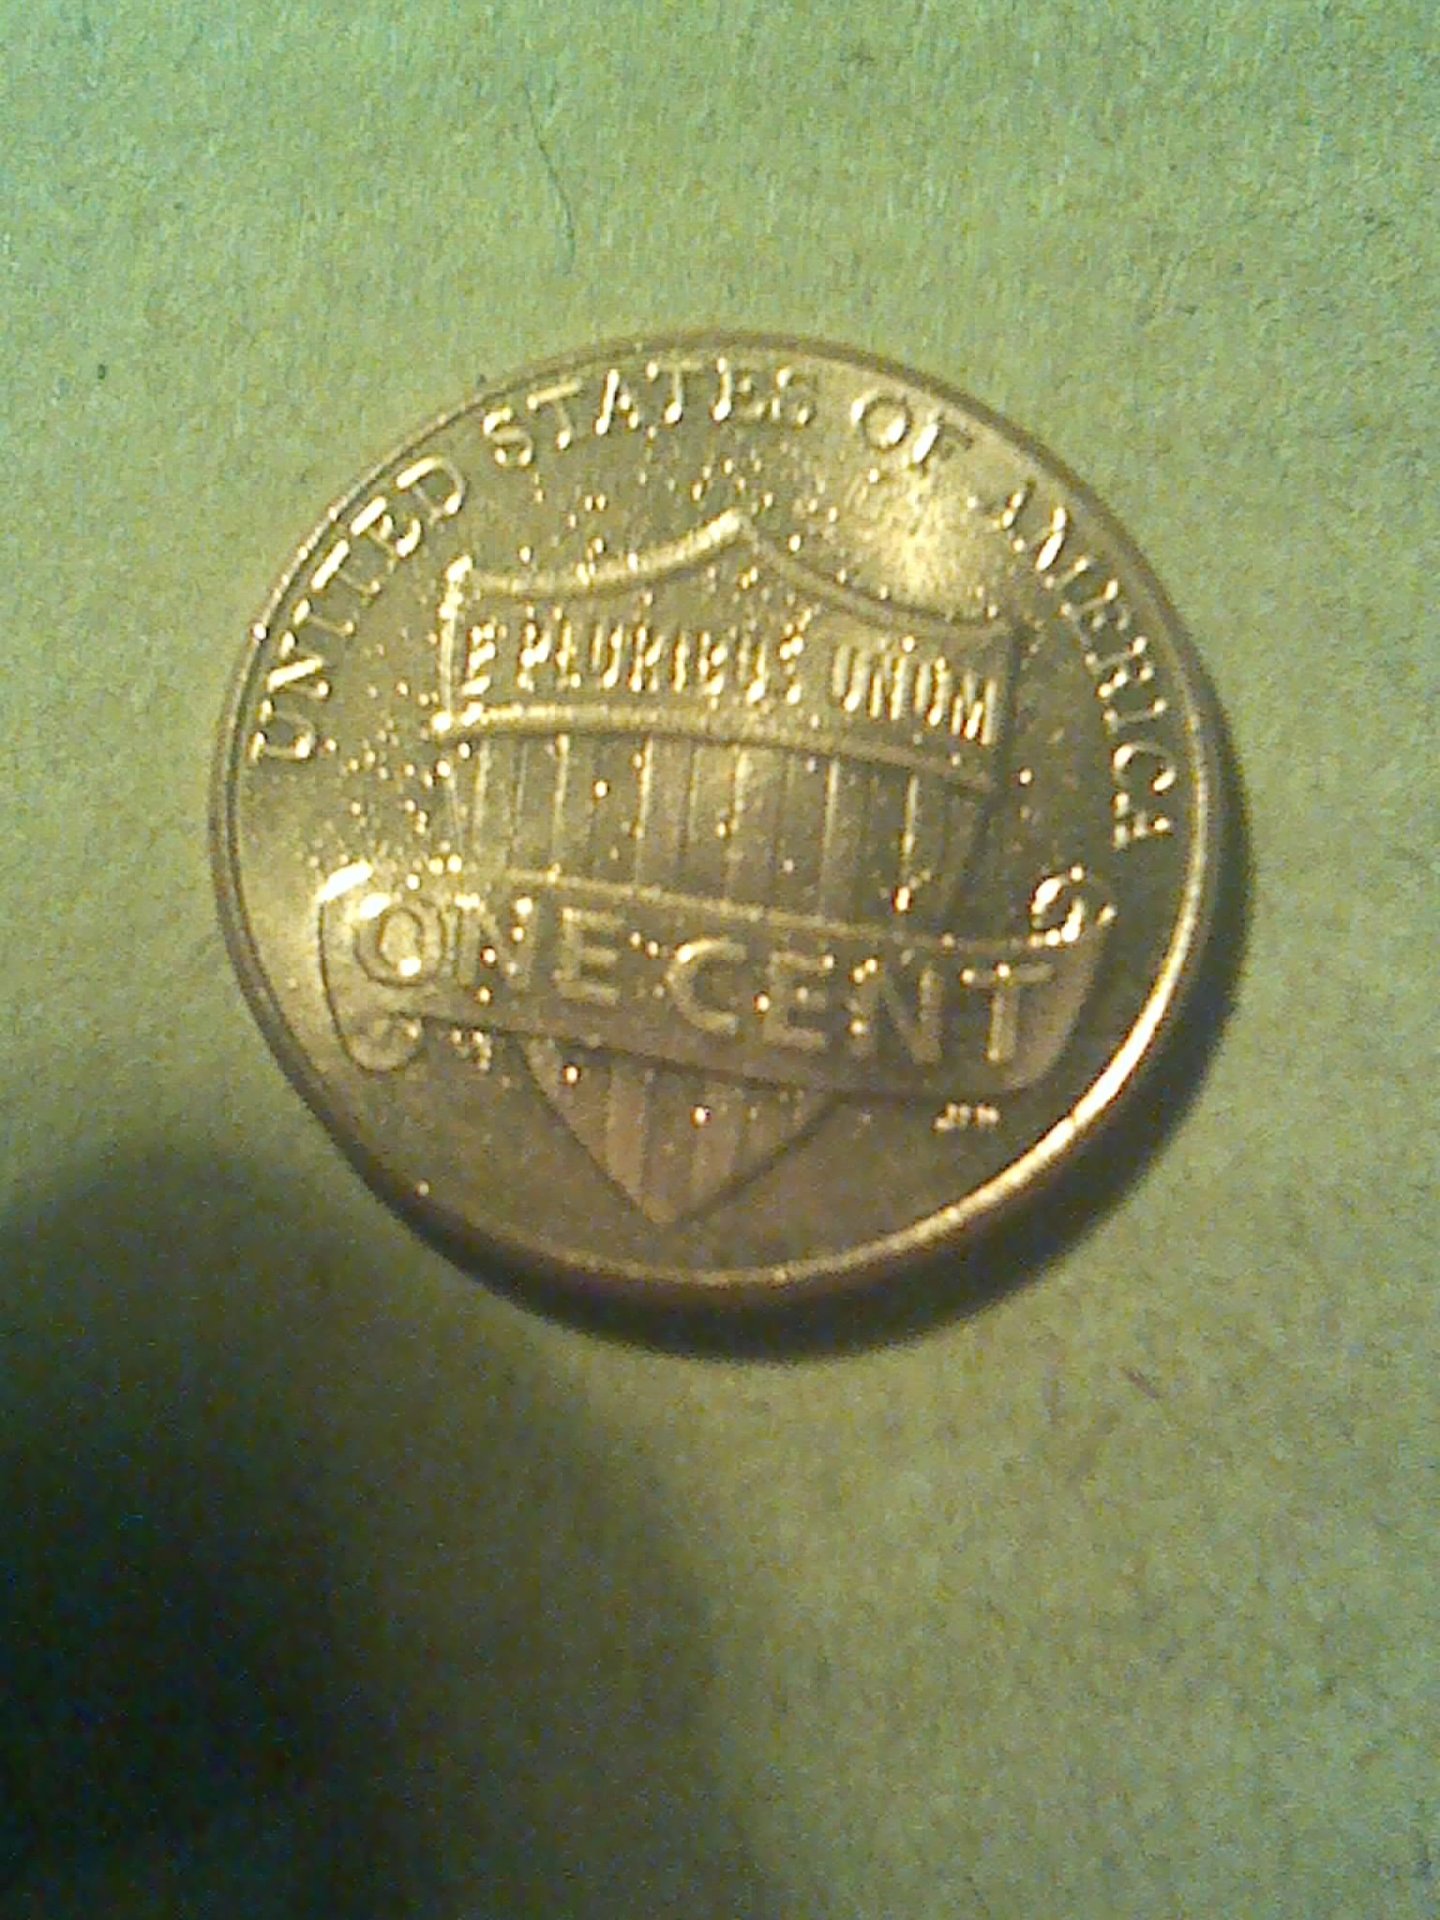 UNITED STATES OF AMERICA
E PLURIBUS UNUM
ONE CENT